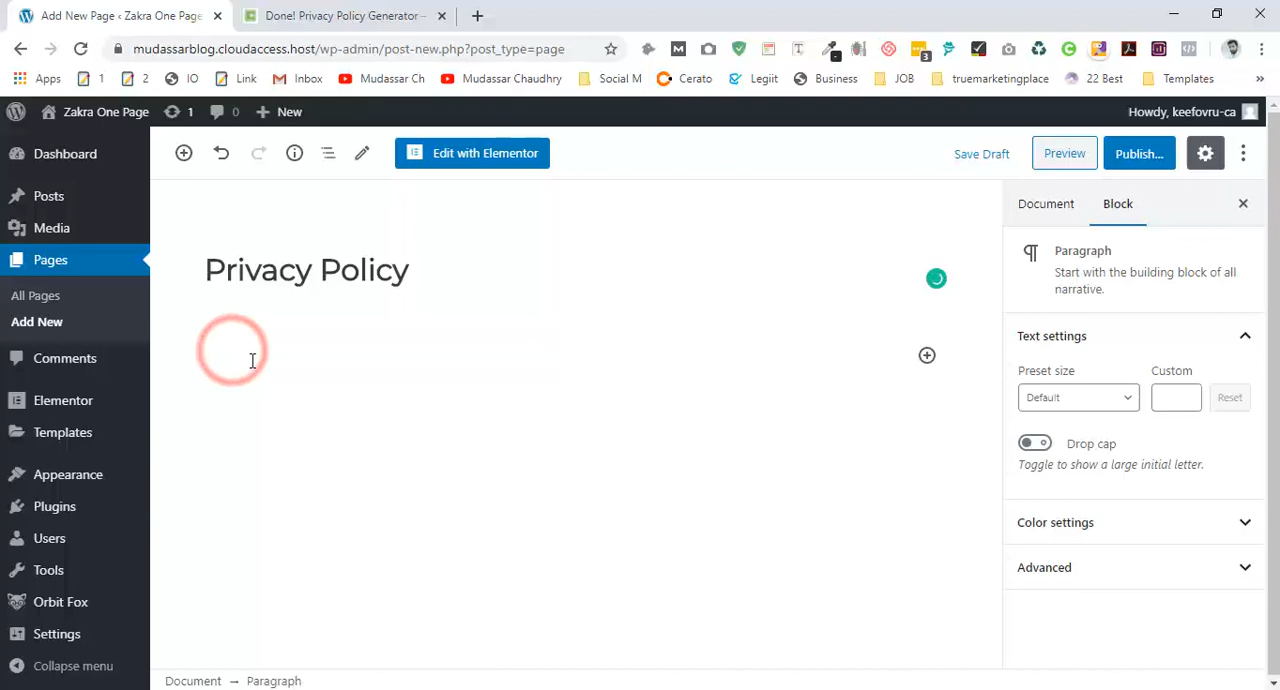 Add New Page ‹ Zakra One Page
Done! Privacy Policy Generator –
mudassarblog.cloudaccess.host/wp-admin/post-new.php?post_type=page
Apps
1
2
IO
Link
Inbox
Mudassar Ch
Mudassar Chaudhry
Social M
Cerato
Legiit
Business
JOB
truemarketingplace
22 Best
Templates
»
Zakra One Page
1
0
New
Howdy, keefovru-ca
Dashboard
Posts
Media
Pages
All Pages
Add New
Comments
Elementor
Templates
Appearance
Plugins
Users
Tools
Orbit Fox
Settings
Collapse menu
Edit with Elementor
Save Draft
Preview
Publish...
Privacy Policy
Document
Block
Paragraph
Start with the building block of all
narrative.
Text settings
Preset size
Custom
Default
Reset
Drop cap
Toggle to show a large initial letter.
Color settings
Advanced
Document → Paragraph